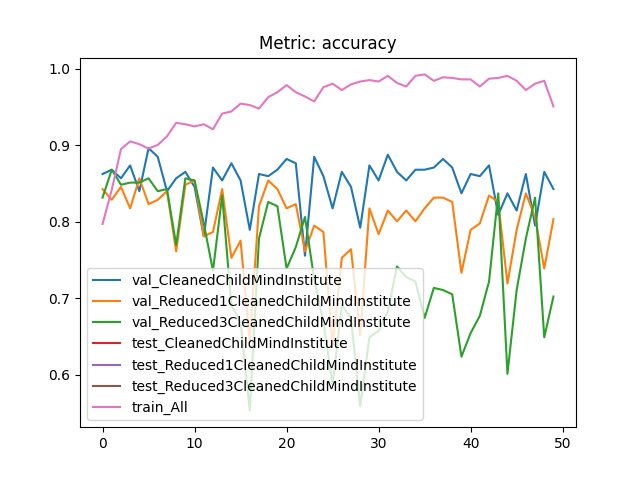 Metric: accuracy
1.0
0.9
0.8
0.7
0.6
val_CleanedChildMindInstitute
val_Reduced1CleanedChildMindInstitute
val_Reduced3CleanedChildMindInstitute
test_CleanedChildMindInstitute
test_Reduced1CleanedChildMindInstitute
test_Reduced3CleanedChildMindInstitute
train_All
0 10 20 30 40 50